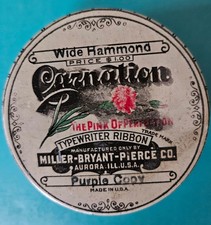 Wide Hammond
PRICE $1.00
Carnation
THE PINK OF PERFECTION
TRADE MARK
TYPEWRITER RIBBON
MANUFACTURED ONLY BY
MILLER-BRYANT-PIERCE CO.
AURORA ILL. U.S.A.
Purple Copy
MADE IN U.S.A.